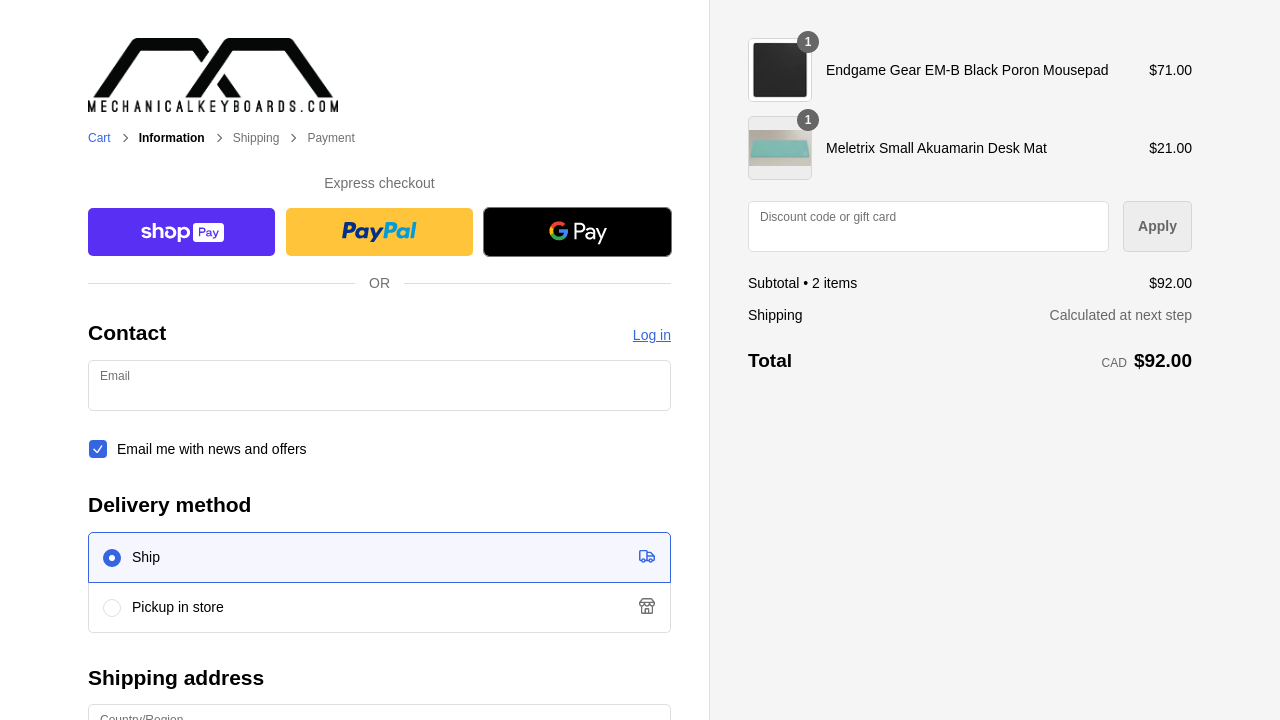 MECHANICALKEYBOARDS.COM
Cart > Information > Shipping > Payment
Express checkout
shop Pay
PayPal
G Pay
OR
Contact
Log in
Email
Email me with news and offers
Delivery method
Ship
Pickup in store
Shipping address
Country/Region
1
Endgame Gear EM-B Black Poron Mousepad $71.00
1
Meletrix Small Akuamarin Desk Mat $21.00
Discount code or gift card
Apply
Subtotal • 2 items $92.00
Shipping Calculated at next step
Total CAD $92.00